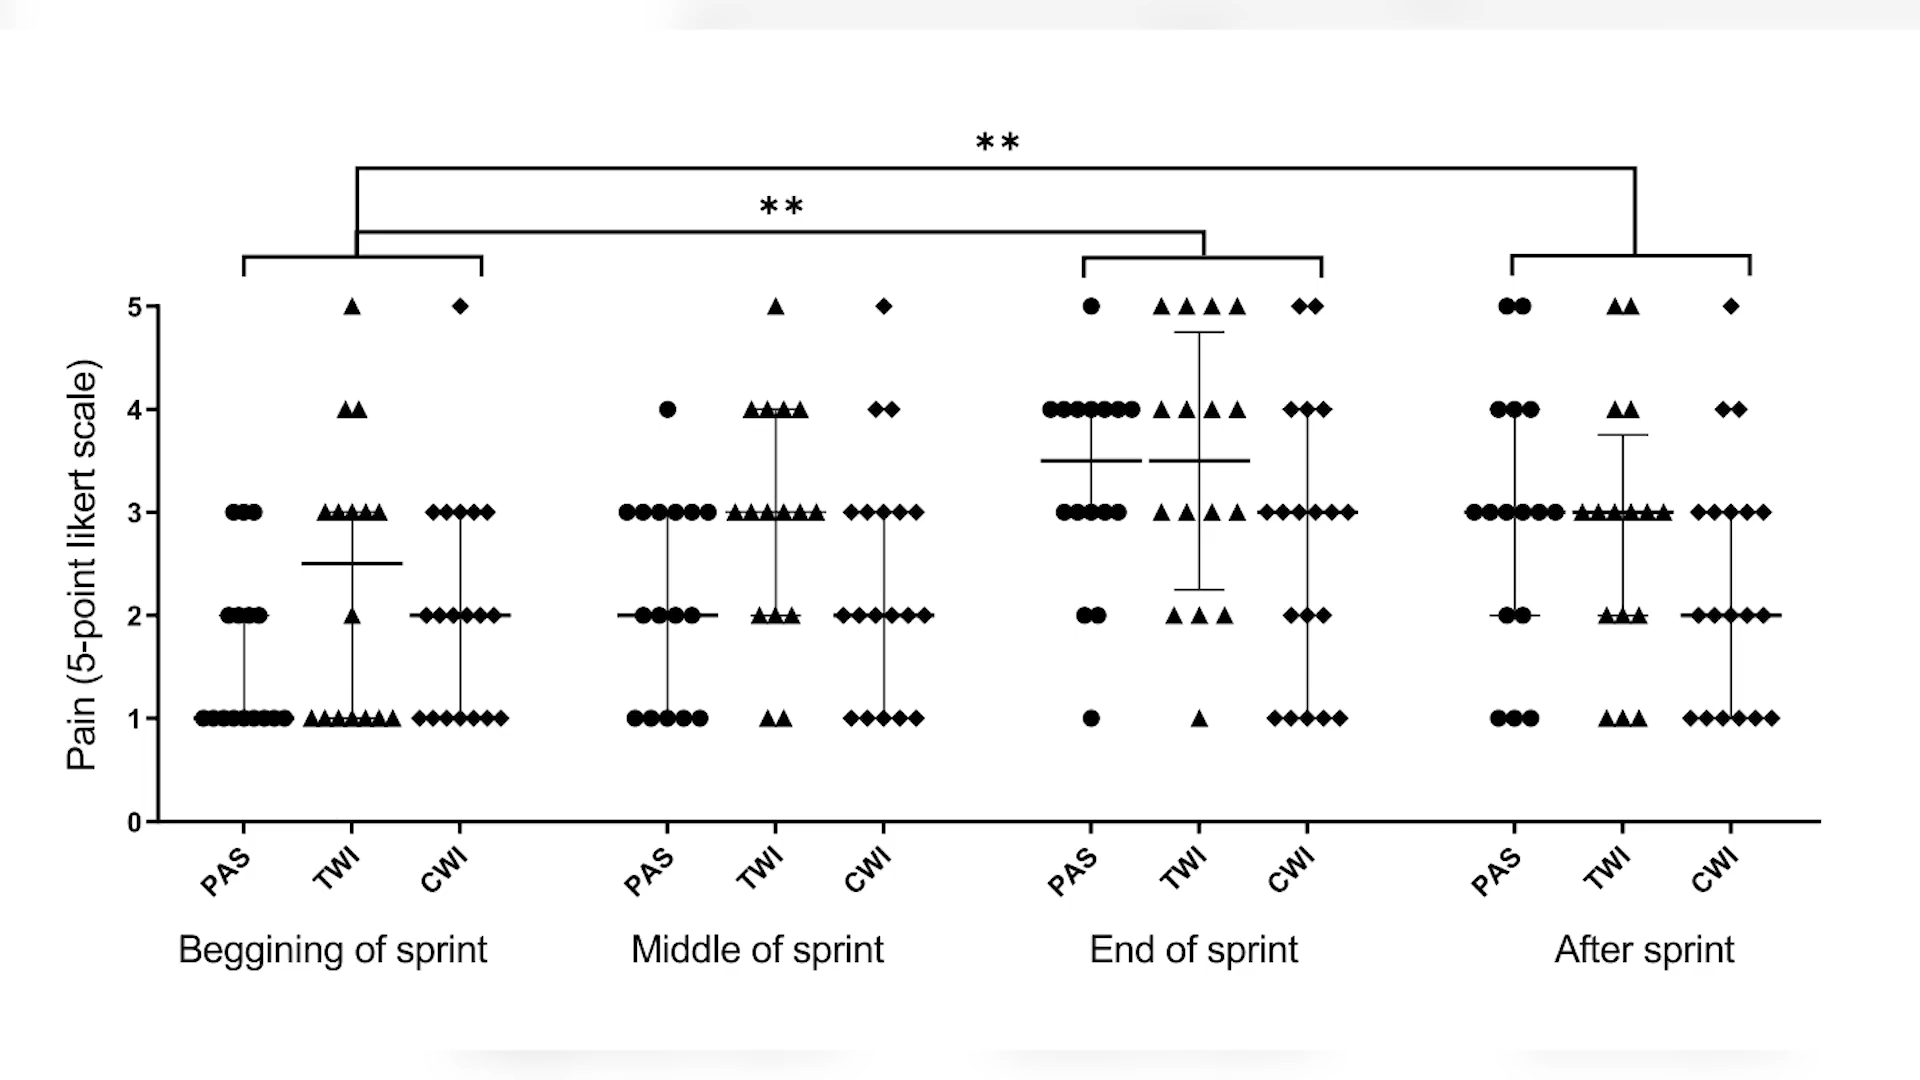 **
**
5
4
3
2
1
0
Pain (5-point likert scale)
PAS TWI CWI PAS TWI CWI PAS TWI CWI PAS TWI CWI
Beggining of sprint Middle of sprint End of sprint After sprint